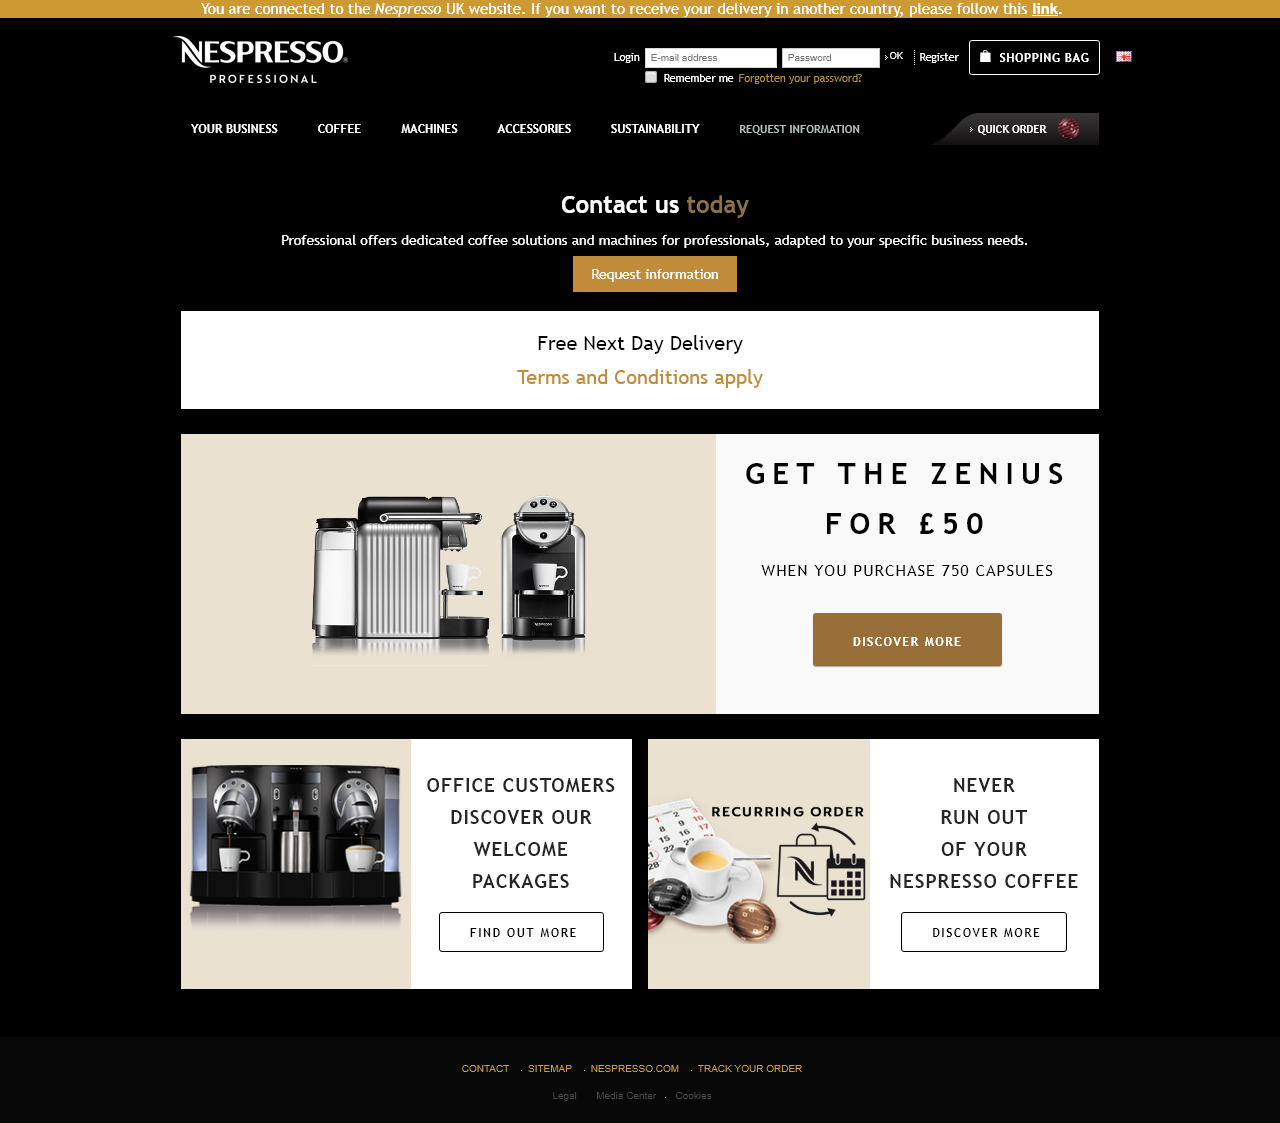 You are connected to the Nespresso UK website. If you want to receive your delivery in another country, please follow this link.
NESPRESSO®
PROFESSIONAL
Login E-mail address Password OK Register SHOPPING BAG
Remember me Forgotten your password?
YOUR BUSINESS COFFEE MACHINES ACCESSORIES SUSTAINABILITY REQUEST INFORMATION QUICK ORDER
Contact us today
Professional offers dedicated coffee solutions and machines for professionals, adapted to your specific business needs.
Request information
Free Next Day Delivery
Terms and Conditions apply
GET THE ZENIUS
FOR £50
WHEN YOU PURCHASE 750 CAPSULES
DISCOVER MORE
OFFICE CUSTOMERS
DISCOVER OUR
WELCOME
PACKAGES
FIND OUT MORE
RECURRING ORDER
NEVER
RUN OUT
OF YOUR
NESPRESSO COFFEE
DISCOVER MORE
CONTACT . SITEMAP . NESPRESSO.COM . TRACK YOUR ORDER
Legal Media Center . Cookies